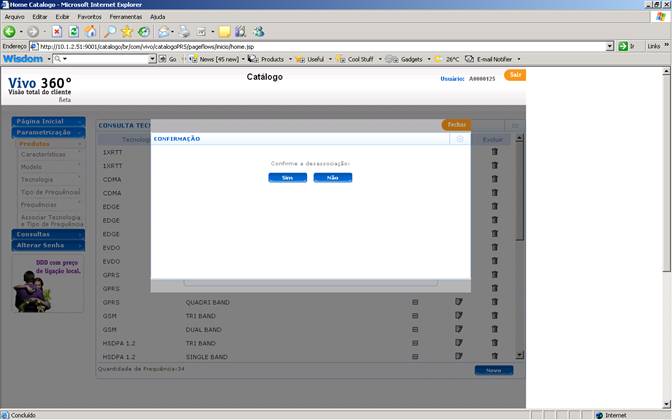 Home Catalogo - Microsoft Internet Explorer
Arquivo Editar Exibir Favoritos Ferramentas Ajuda
Endereço http://10.1.2.51:9001/catalogo/br/com/vivo/catalogoPRS/pageflows/inicio/home.jsp Ir Links »
Wisdom Go News [45 new] Products Useful Cool Stuff Gadgets 26°C E-mail Notifier
Vivo 360°
Visão total do cliente
Beta
Catálogo
Usuário: A0000125
Sair
Página Inicial
Parametrização
Produtos
Características
Modelo
Tecnologia
Tipo de Frequências
Frequências
Associar Tecnologia e Tipo de Frequência
Consultas
Alterar Senha
DDD com preço de ligação local.
CONSULTA TEC
Fechar
CONFIRMAÇÃO
Confirme a desassociação:
Sim Não
Tecnolog Excluir
1XRTT
1XRTT
CDMA
CDMA
EDGE
EDGE
EDGE
EVDO
EVDO
GPRS
GPRS
GPRS QUADRI BAND
GSM TRI BAND
GSM DUAL BAND
HSDPA 1.2 TRI BAND
HSDPA 1.2 SINGLE BAND
Quantidade de Frequência:34
Novo
Concluído
Internet